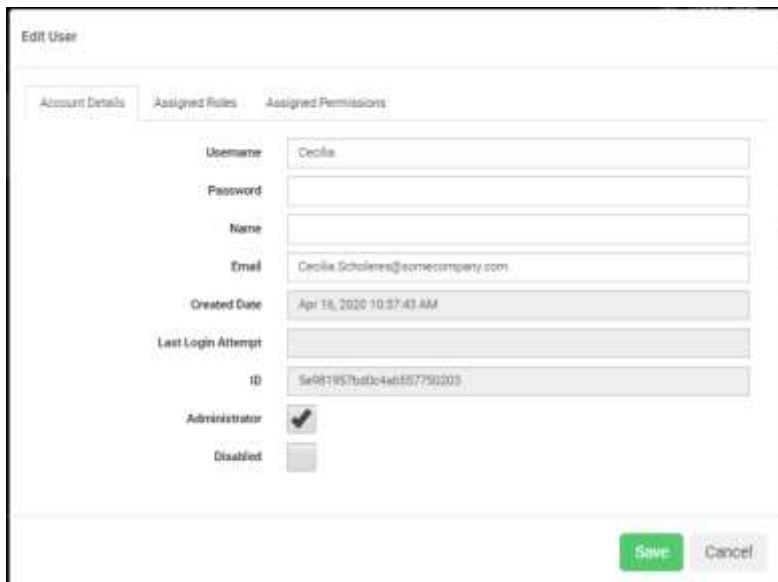 Edit User
Account Details Assigned Roles Assigned Permissions
Username Cecilia
Password
Name
Email Cecilia.Scholeres@somecompany.com
Created Date Apr 16, 2020 10:37:43 AM
Last Login Attempt
ID
Administrator
Disabled
Save Cancel